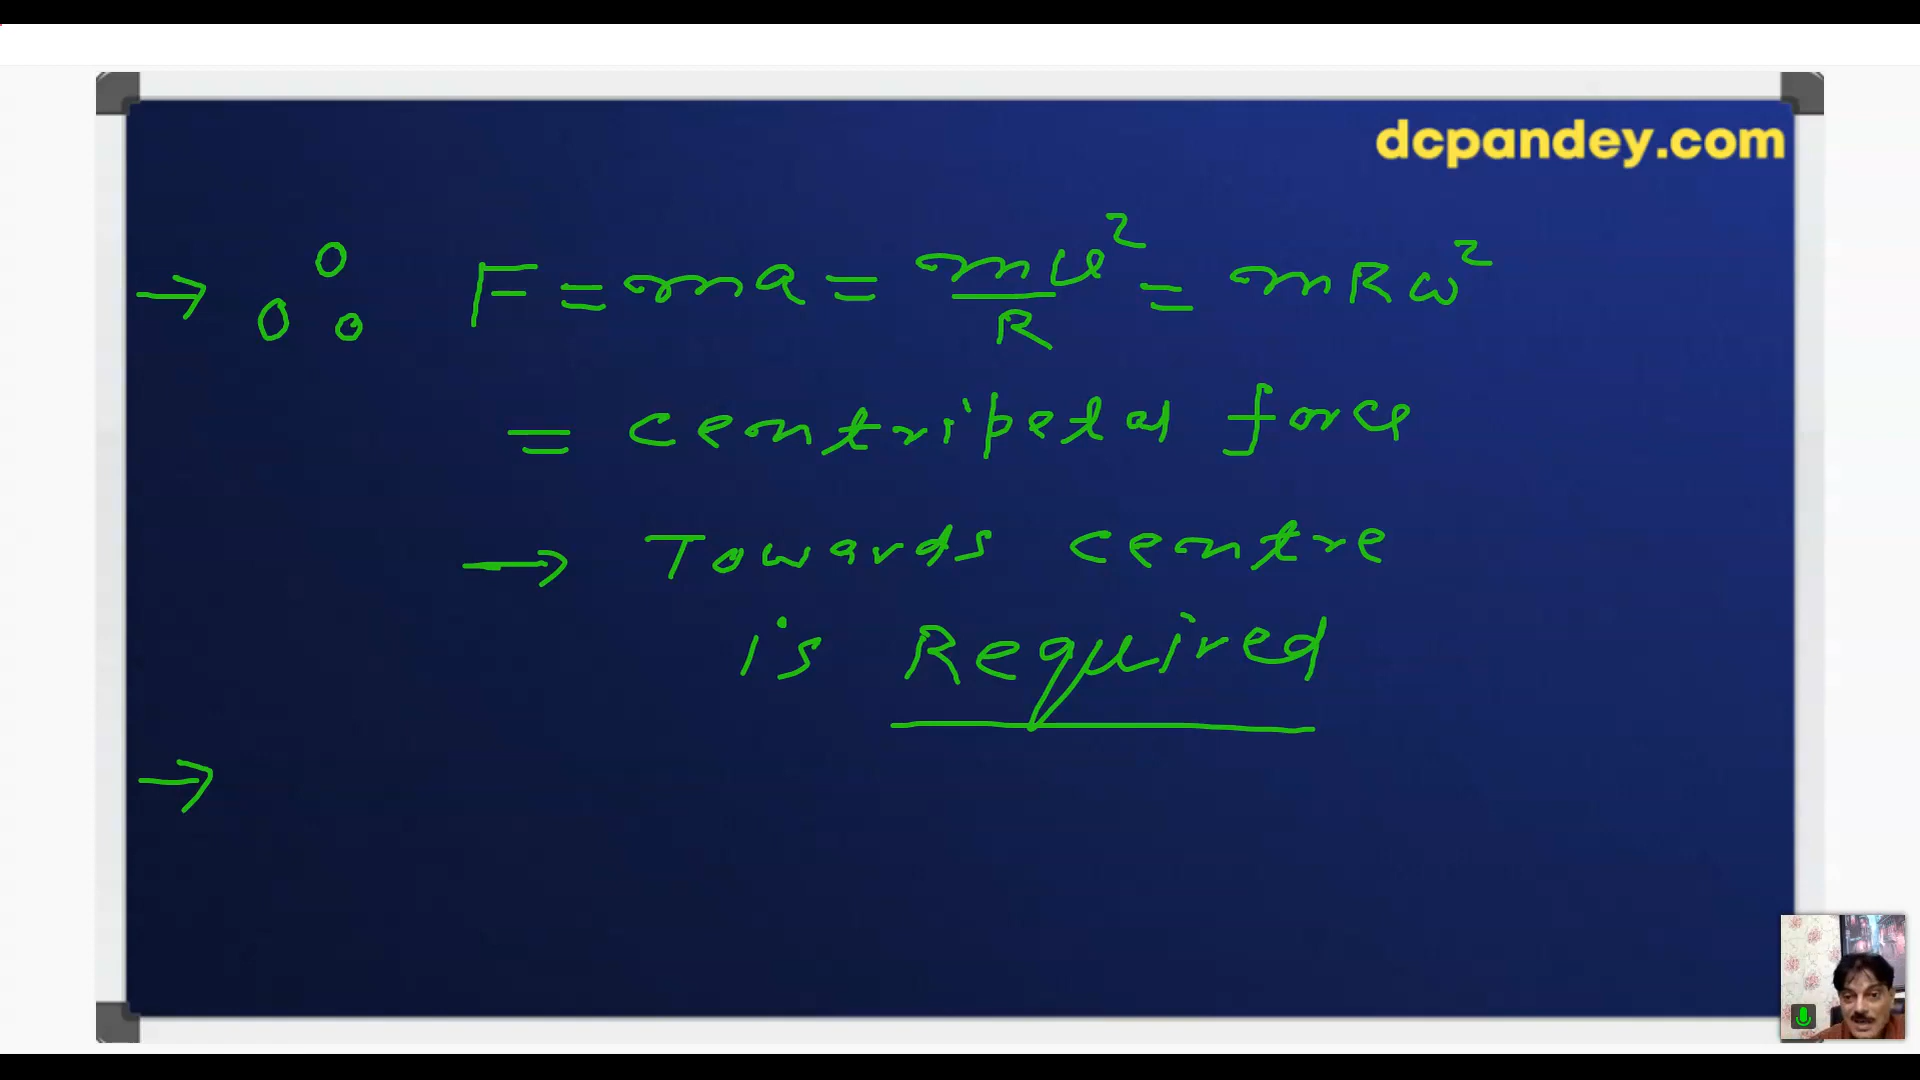 dcpandey.com
→ ∴ F = ma = mv²/R = mRω²
= centripetal force
→ Towards centre
is Required
→